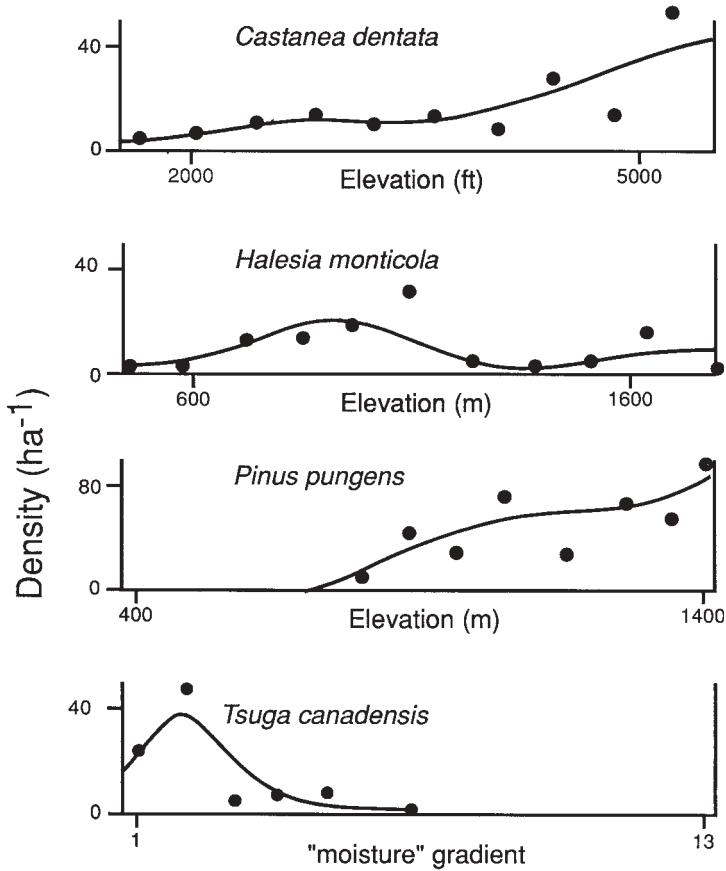 Castanea dentata
40
0
2000
Elevation (ft)
5000
Halesia monticola
40
0
600
Elevation (m)
1600
Density (ha⁻¹)
Pinus pungens
80
0
400
Elevation (m)
1400
Tsuga canadensis
40
0
1
"moisture" gradient
13